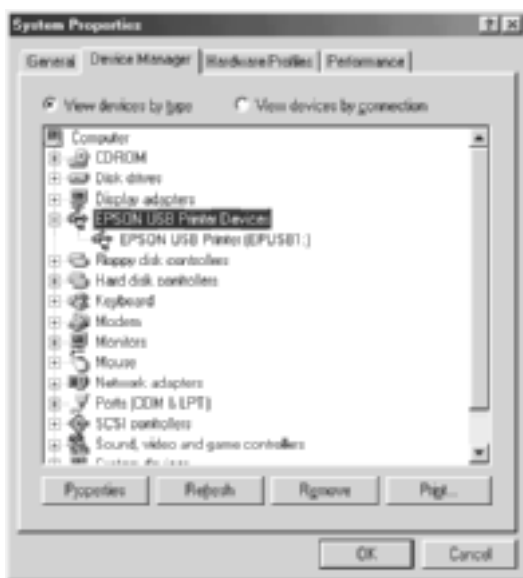 System Properties
General Device Manager Hardware Profiles Performance
View devices by type View devices by connection
Computer
CDROM
Disk drives
Display adapters
EPSON USB Printer Devices
EPSON USB Printer (EPUSB1:)
Floppy disk controllers
Hard disk controllers
Keyboard
Modem
Monitors
Mouse
Network adapters
Ports (COM & LPT)
SCSI controllers
Sound, video and game controllers
System devices
Properties Refresh Remove Print...
OK Cancel